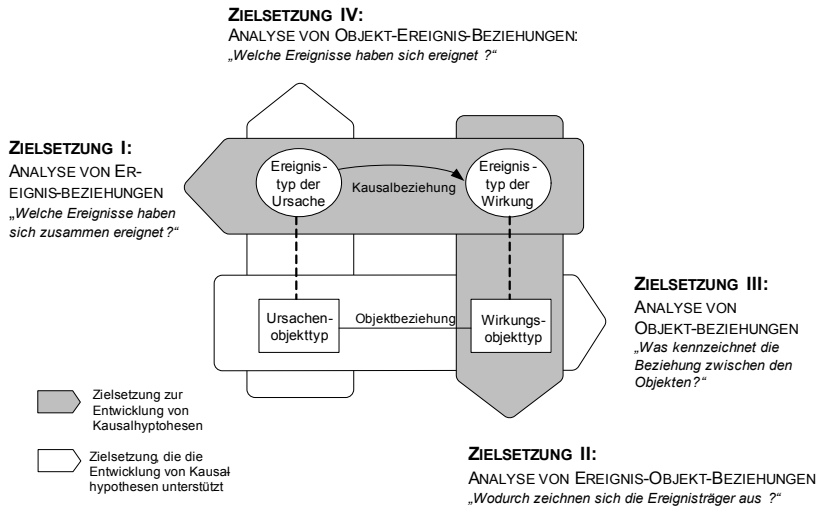 ZIELSETZUNG IV:
ANALYSE VON OBJEKT-EREIGNIS-BEZIEHUNGEN:
„Welche Ereignisse haben sich ereignet ?“
ZIELSETZUNG I:
ANALYSE VON ER-
EIGNIS-BEZIEHUNGEN
„Welche Ereignisse haben
sich zusammen ereignet?“
Ereignis-
typ der
Ursache
Kausalbeziehung
Ereignis-
typ der
Wirkung
Ursachen-
objekttyp
Objektbeziehung
Wirkungs-
objekttyp
ZIELSETZUNG III:
ANALYSE VON
OBJEKT-BEZIEHUNGEN
„Was kennzeichnet die
Beziehung zwischen den
Objekten?“
Zielsetzung zur
Entwicklung von
Kausalhyptohesen
Zielsetzung, die die
Entwicklung von Kausal-
hypothesen unterstützt
ZIELSETZUNG II:
ANALYSE VON EREIGNIS-OBJEKT-BEZIEHUNGEN
„Wodurch zeichnen sich die Ereignisträger aus ?“